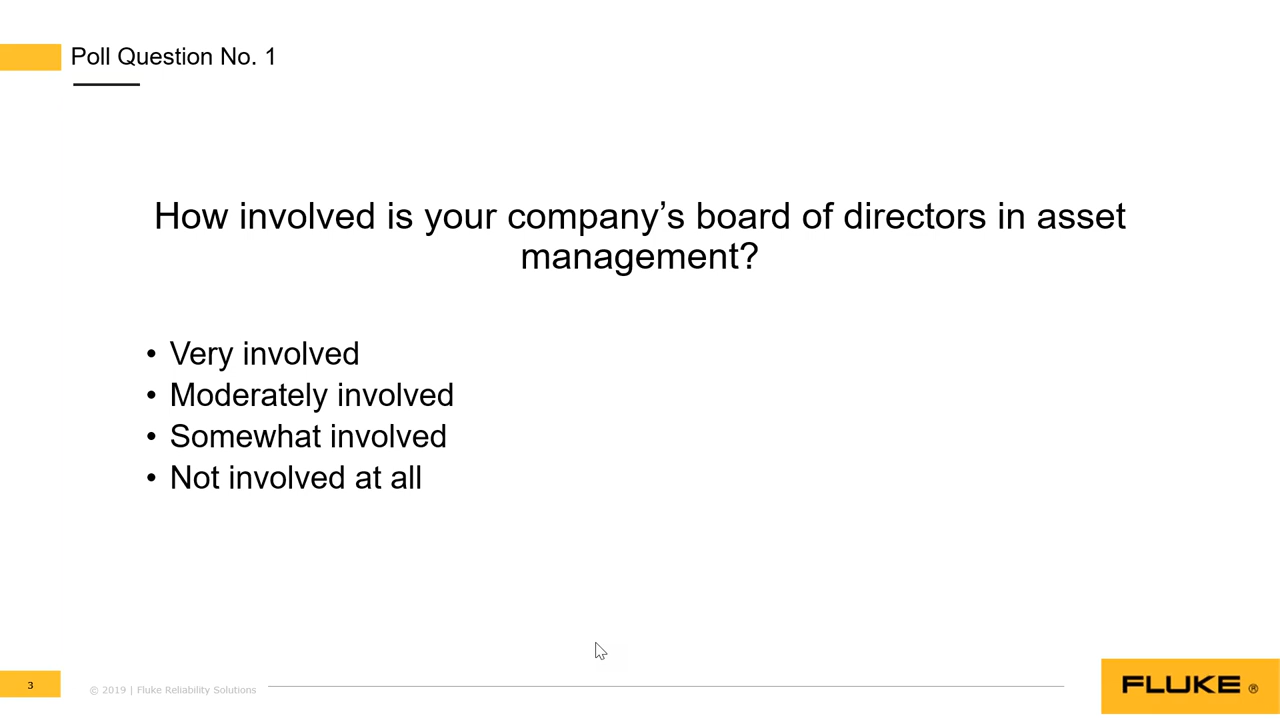 Poll Question No. 1
How involved is your company’s board of directors in asset
management?
• Very involved
• Moderately involved
• Somewhat involved
• Not involved at all
3
© 2019 | Fluke Reliability Solutions
FLUKE ®